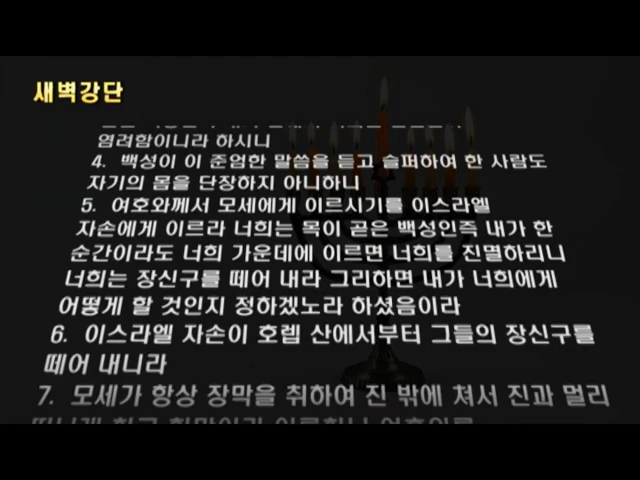 새벽강단
염려함이니라 하시니
4. 백성이 이 준엄한 말씀을 듣고 슬퍼하여 한 사람도
자기의 몸을 단장하지 아니하니
5. 여호와께서 모세에게 이르시기를 이스라엘
자손에게 이르라 너희는 목이 곧은 백성인즉 내가 한
순간이라도 너희 가운데에 이르면 너희를 진멸하리니
너희는 장신구를 떼어 내라 그리하면 내가 너희에게
어떻게 할 것인지 정하겠노라 하셨음이라
6. 이스라엘 자손이 호렙 산에서부터 그들의 장신구를
떼어 내니라
7. 모세가 항상 장막을 취하여 진 밖에 쳐서 진과 멀리